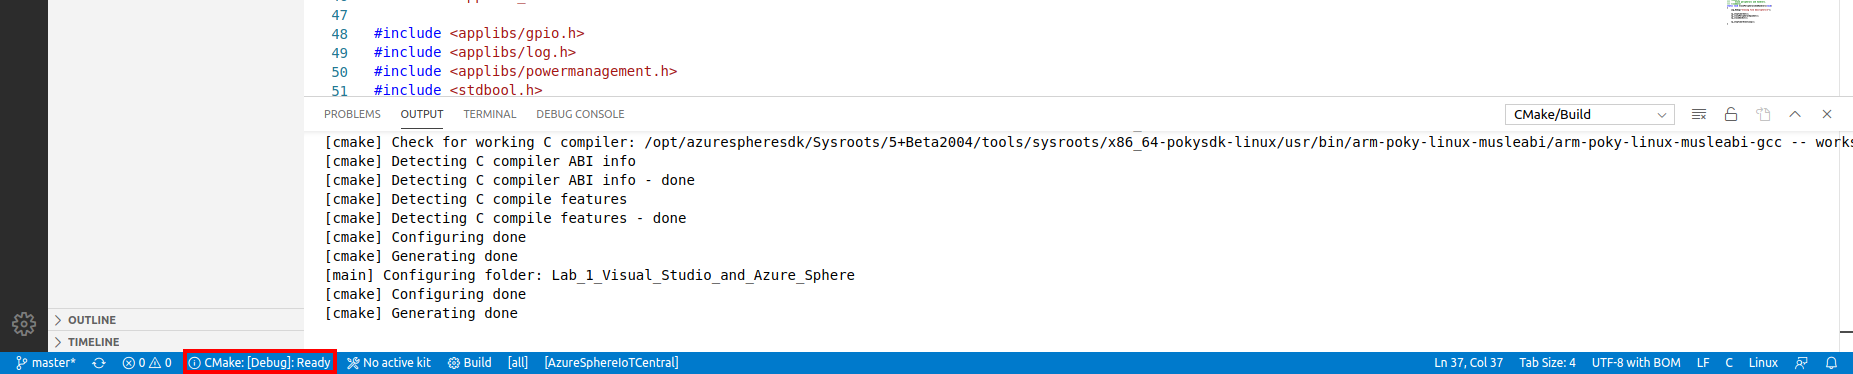 47
48 #include <applibs/gpio.h>
49 #include <applibs/log.h>
50 #include <applibs/powermanagement.h>
51 #include <stdbool.h>
PROBLEMS OUTPUT TERMINAL DEBUG CONSOLE CMake/Build
[cmake] Check for working C compiler: /opt/azurespheresdk/Sysroots/5+Beta2004/tools/sysroots/x86_64-pokysdk-linux/usr/bin/arm-poky-linux-musleabi/arm-poky-linux-musleabi-gcc -- works
[cmake] Detecting C compiler ABI info
[cmake] Detecting C compiler ABI info - done
[cmake] Detecting C compile features
[cmake] Detecting C compile features - done
[cmake] Configuring done
[cmake] Generating done
[main] Configuring folder: Lab_1_Visual_Studio_and_Azure_Sphere
[cmake] Configuring done
[cmake] Generating done
OUTLINE
TIMELINE
master* 0 0 CMake: [Debug]: Ready No active kit Build [all] [AzureSphereIoTCentral] Ln 37, Col 37 Tab Size: 4 UTF-8 with BOM LF C Linux